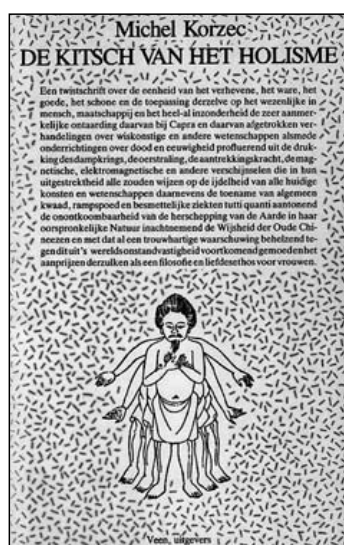 Michel Korzec
DE KITSCH VAN HET HOLISME
Een twistschrift over de eenheid van het verhevene, het ware, het
goede, het schone en de toepassing derzelve op het wezenlijke in
mensch, maatschappij en het heel-al inzonderheid de zeer aanmer-
kelijke ontaarding daarvan bij Capra en daarvan afgetrokken ver-
handelingen over wiskonstige en andere wetenschappen alsmede
onderrichtingen over dood en eeuwigheid profluerend uit de druk-
king des dampkrings, de oerstraling, de aantrekkingskracht, de mag-
netische, elektromagnetische en andere verschijnselen die in hun
uitgestrektheid alle zouden wijzen op de ijdelheid van alle huidige
konsten en wetenschappen daarnevens de toename van algemeen
kwaad, rampspoed en besmettelijke ziekten tutti quanti aantonend
de onontkoombaarheid van de herschepping van de Aarde in haar
oorspronkelijke Natuur inachtnemend de Wijsheid der Oude Chi-
neezen en met dat al een trouwhartige waarschuwing behelzend te-
gen dit uit's werelds onstandvastigheid voortkomend gemoed en het
aanprijzen derzulken als een filosofie en liefdesethos voor vrouwen.
Veen, uitgevers